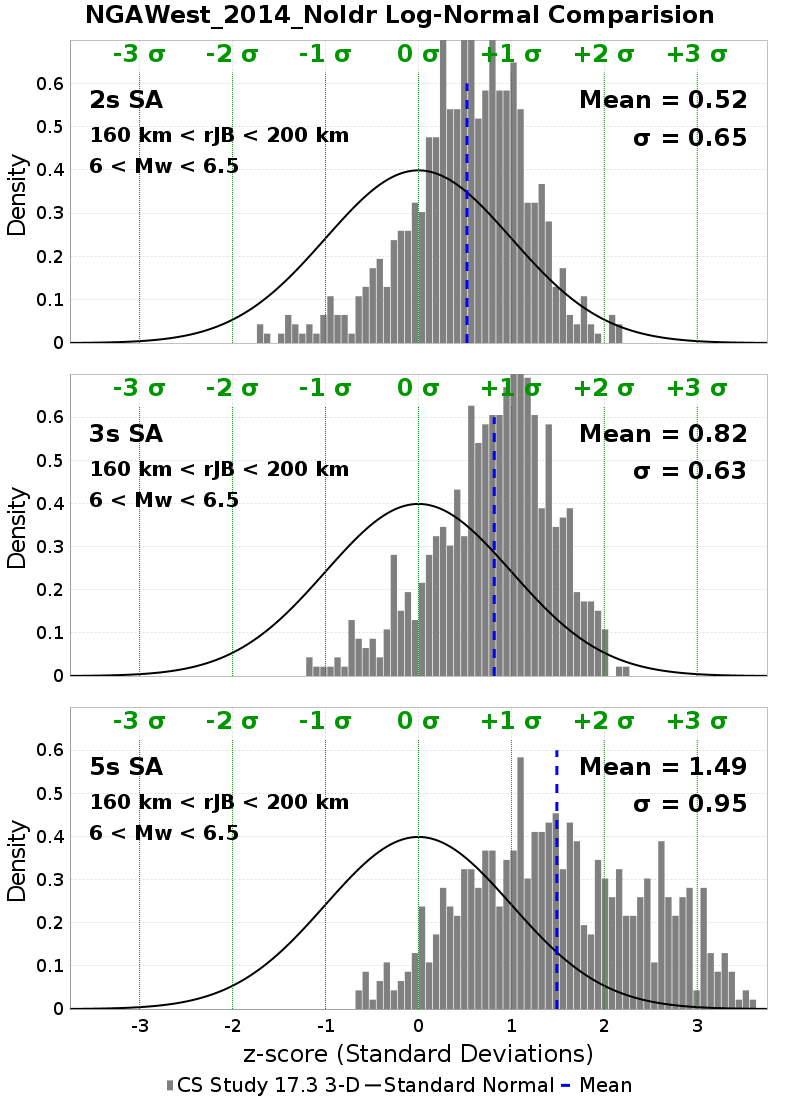 NGAWest_2014_NoIdr Log-Normal Comparision
-3 σ -2 σ -1 σ 0 σ +1 σ +2 σ +3 σ
2s SA
160 km < rJB < 200 km
6 < Mw < 6.5
Mean = 0.52
σ = 0.65
Density
0.6
0.5
0.4
0.3
0.2
0.1
0
-3 σ -2 σ -1 σ 0 σ +1 σ +2 σ +3 σ
3s SA
160 km < rJB < 200 km
6 < Mw < 6.5
Mean = 0.82
σ = 0.63
Density
0.6
0.5
0.4
0.3
0.2
0.1
0
-3 σ -2 σ -1 σ 0 σ +1 σ +2 σ +3 σ
5s SA
160 km < rJB < 200 km
6 < Mw < 6.5
Mean = 1.49
σ = 0.95
Density
0.6
0.5
0.4
0.3
0.2
0.1
0
-3 -2 -1 0 1 2 3
z-score (Standard Deviations)
CS Study 17.3 3-D Standard Normal Mean